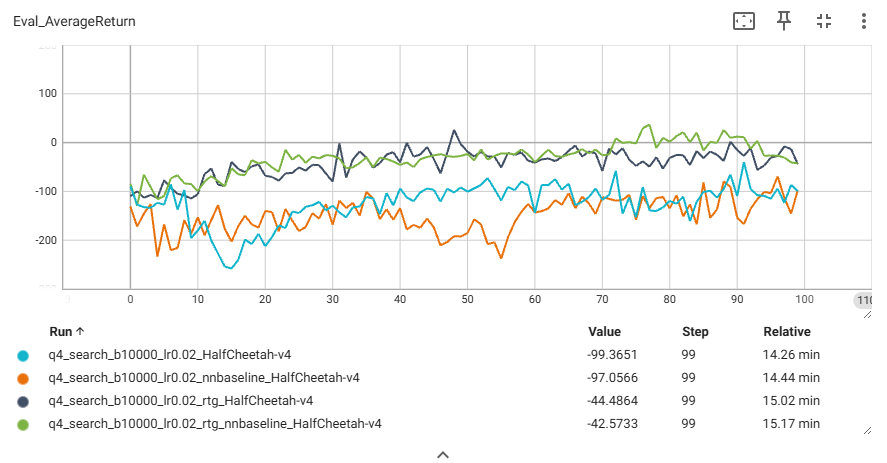 Eval_AverageReturn
100
0
-100
-200
0 10 20 30 40 50 60 70 80 90 100 110
Run Value Step Relative
q4_search_b10000_lr0.02_HalfCheetah-v4 -99.3651 99 14.26 min
q4_search_b10000_lr0.02_nnbaseline_HalfCheetah-v4 -97.0566 99 14.44 min
q4_search_b10000_lr0.02_rtg_HalfCheetah-v4 -44.4864 99 15.02 min
q4_search_b10000_lr0.02_rtg_nnbaseline_HalfCheetah-v4 -42.5733 99 15.17 min